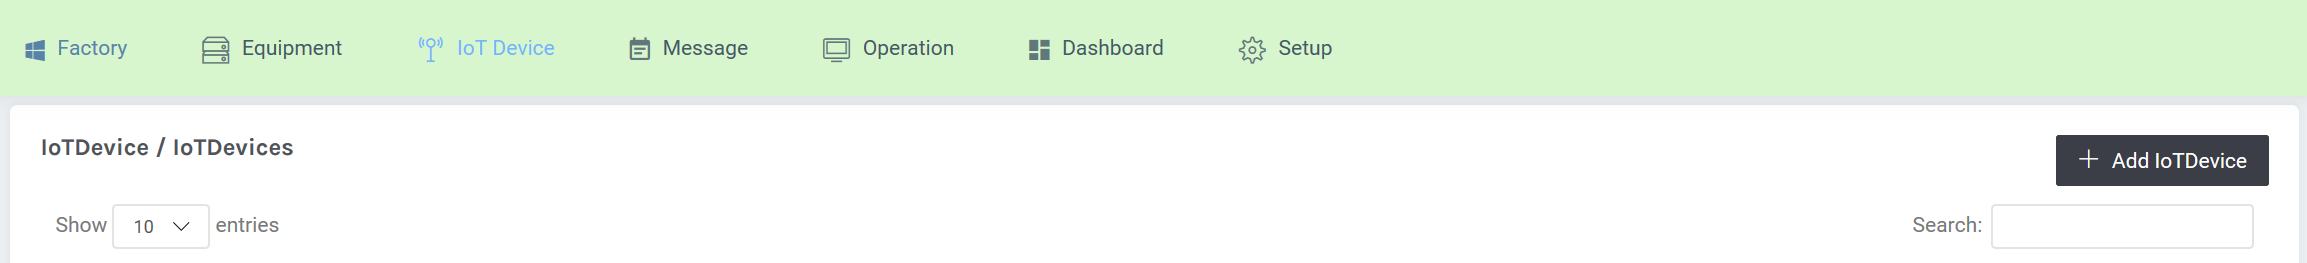 Factory Equipment IoT Device Message Operation Dashboard Setup
IoTDevice / IoTDevices
Add IoTDevice
Show 10 entries
Search: